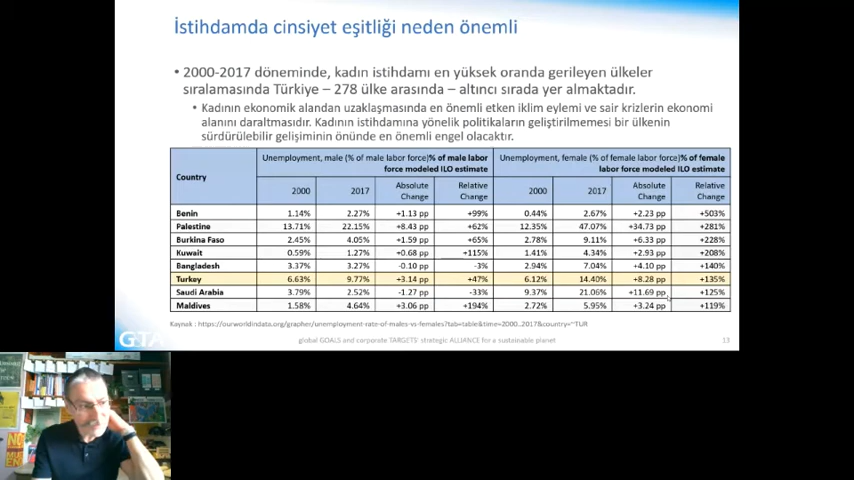 İstihdamda cinsiyet eşitliği neden önemli
• 2000-2017 döneminde, kadın istihdamı en yüksek oranda gerileyen ülkeler
sıralamasında Türkiye – 278 ülke arasında – altıncı sırada yer almaktadır.
• Kadının ekonomik alandan uzaklaşmasında en önemli etken iklim eylemi ve sair krizlerin ekonomi
alanını daraltmasıdır. Kadının istihdamına yönelik politikaların geliştirilmemesi bir ülkenin
sürdürülebilir gelişiminin önünde en önemli engel olacaktır.
Country
Unemployment, male (% of male labor force)% of male labor
force modeled ILO estimate
Unemployment, female (% of female labor force)% of female
labor force modeled ILO estimate
2000 2017 Absolute Change Relative Change 2000 2017 Absolute Change Relative Change
Benin 1.14% 2.27% +1.13 pp +99% 0.44% 2.67% +2.23 pp +503%
Palestine 13.71% 22.15% +8.43 pp +62% 12.35% 47.07% +34.73 pp +281%
Burkina Faso 2.45% 4.05% +1.59 pp +65% 2.78% 9.11% +6.33 pp +228%
Kuwait 0.59% 1.27% +0.68 pp +115% 1.41% 4.34% +2.93 pp +208%
Bangladesh 3.37% 3.27% -0.10 pp -3% 2.94% 7.04% +4.10 pp +140%
Turkey 6.63% 9.77% +3.14 pp +47% 6.12% 14.40% +8.28 pp +135%
Saudi Arabia 3.79% 2.52% -1.27 pp -33% 9.37% 21.06% +11.69 pp +125%
Maldives 1.58% 4.64% +3.06 pp +194% 2.72% 5.95% +3.24 pp +119%
Kaynak : https://ourworldindata.org/grapher/unemployment-rate-of-males-vs-females?tab=table&time=2000..2017&country=~TUR
GTA
global GOALS and corporate TARGETS' strategic ALLIANCE for a sustainable planet
13